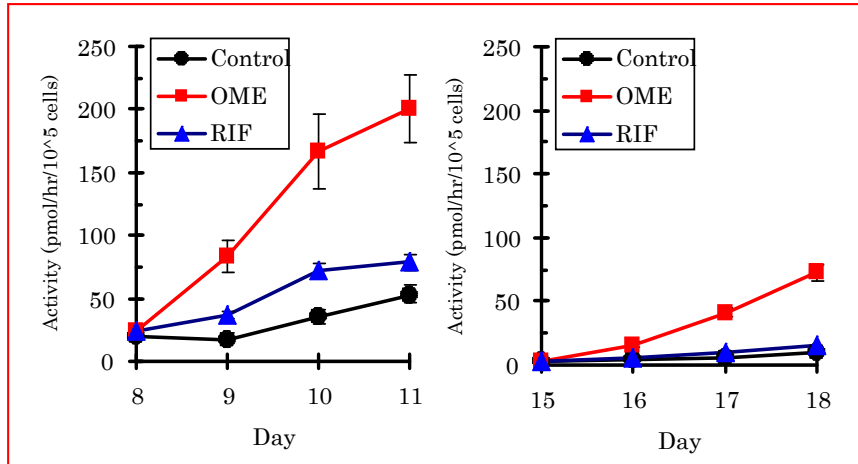 Activity (pmol/hr/10^5 cells)
250
200
150
100
50
0
Control
OME
RIF
8
9
10
11
Day
Activity (pmol/hr/10^5 cells)
250
200
150
100
50
0
Control
OME
RIF
15
16
17
18
Day